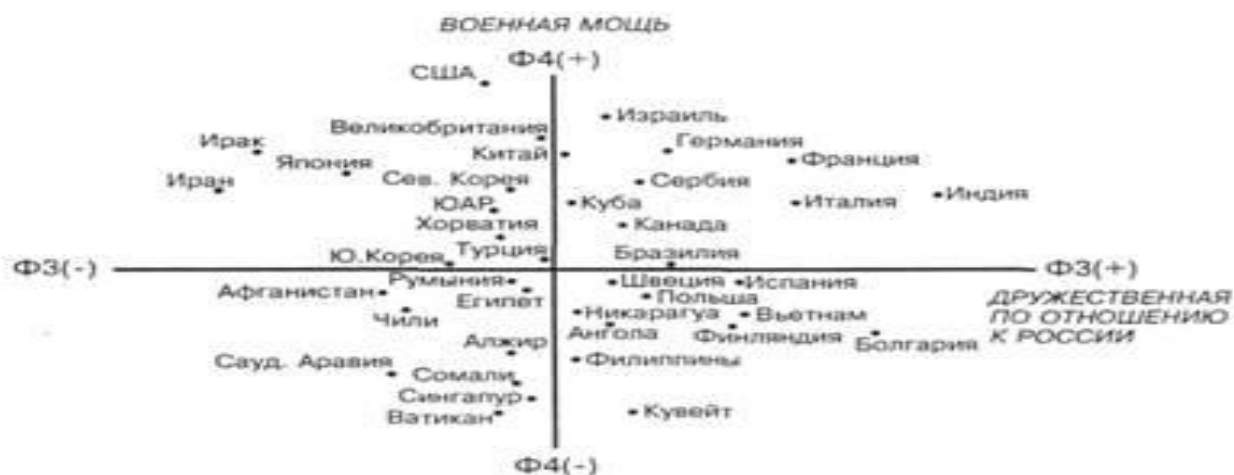 ВОЕННАЯ МОЩЬ
Ф4(+)
США
Израиль
Великобритания
Ирак
Китай
Германия
Япония
Франция
Иран
Сев. Корея
Сербия
Индия
ЮАР
Куба
Италия
Хорватия
Канада
Турция
Бразилия
Ю.Корея
Ф3(-)
Ф3(+)
Румыния
Швеция
Испания
Афганистан
Египет
Польша
ДРУЖЕСТВЕННАЯ
Чили
Никарагуа
Вьетнам
ПО ОТНОШЕНИЮ
Ангола
Финляндия
Болгария
К РОССИИ
Алжир
Сауд. Аравия
Филиппины
Сомали
Сингапур
Ватикан
Кувейт
Ф4(-)